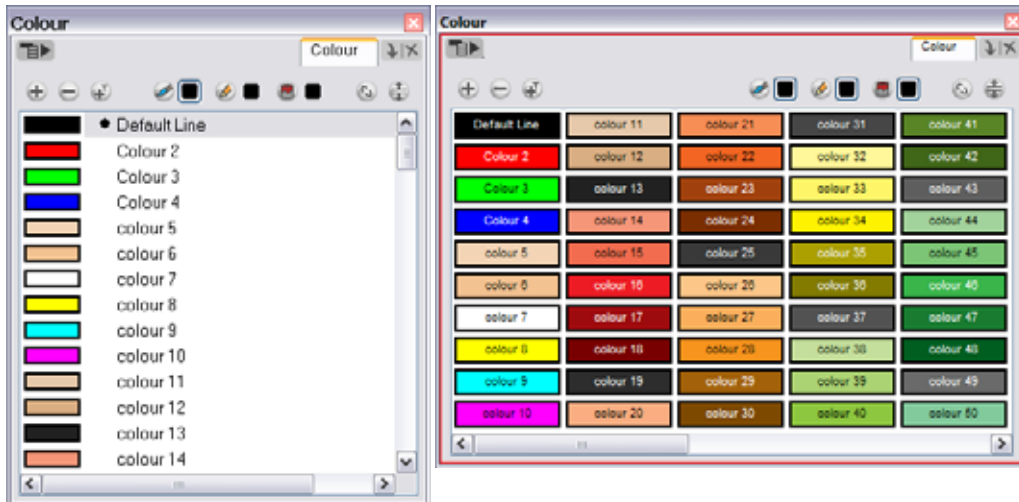 Colour
Colour
Default Line
Colour 2
Colour 3
Colour 4
colour 5
colour 6
colour 7
colour 8
colour 9
colour 10
colour 11
colour 12
colour 13
colour 14
Colour
Colour
Default Line colour 11 colour 21 colour 31 colour 41
Colour 2 colour 12 colour 22 colour 32 colour 42
Colour 3 colour 13 colour 23 colour 33 colour 43
Colour 4 colour 14 colour 24 colour 34 colour 44
colour 5 colour 15 colour 25 colour 35 colour 45
colour 6 colour 16 colour 26 colour 36 colour 46
colour 7 colour 17 colour 27 colour 37 colour 47
colour 8 colour 18 colour 28 colour 38 colour 48
colour 9 colour 19 colour 29 colour 39 colour 49
colour 10 colour 20 colour 30 colour 40 colour 50